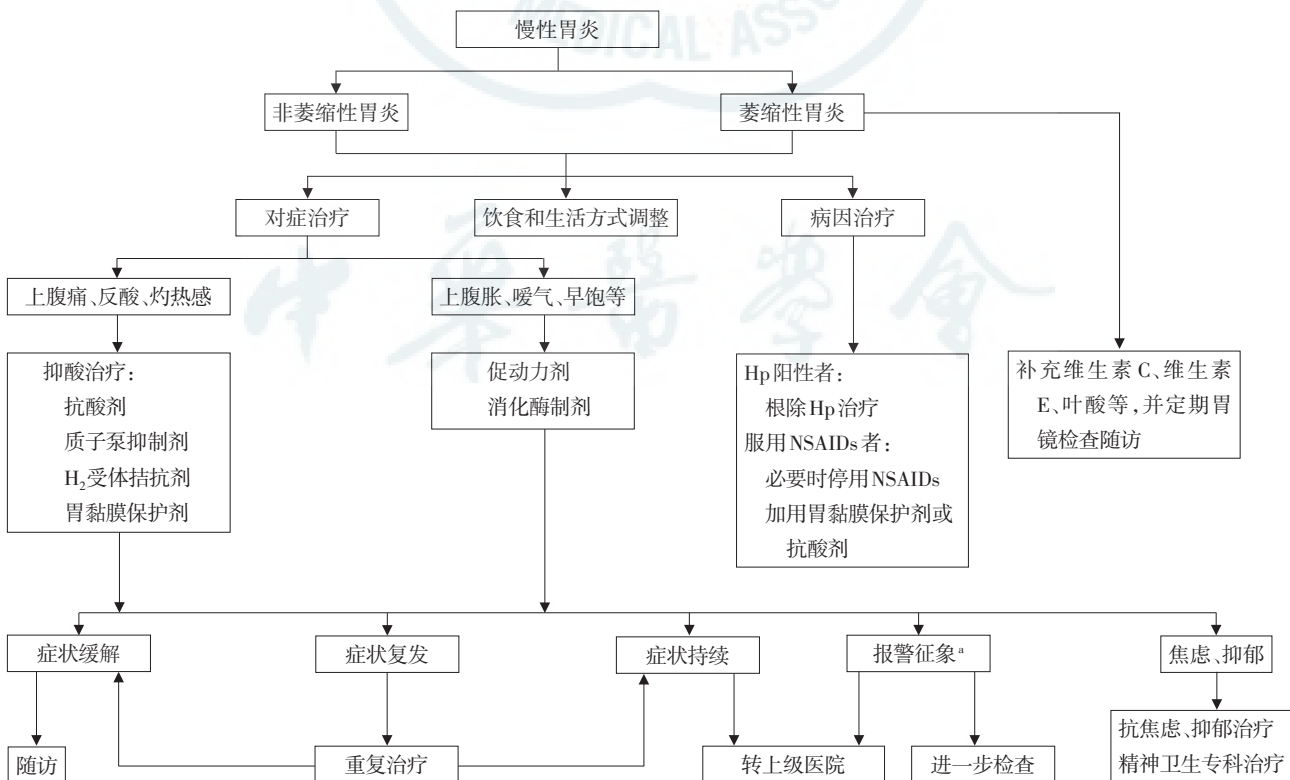 MEDICAL ASSO
慢性胃炎
非萎缩性胃炎
萎缩性胃炎
对症治疗
饮食和生活方式调整
病因治疗
上腹痛、反酸、灼热感
上腹胀、嗳气、早饱等
抑酸治疗：
抗酸剂
质子泵抑制剂
H₂受体拮抗剂
胃黏膜保护剂
促动力剂
消化酶制剂
Hp阳性者：
根除Hp治疗
服用NSAIDs者：
必要时停用NSAIDs
加用胃黏膜保护剂或
抗酸剂
补充维生素C、维生素
E、叶酸等，并定期胃
镜检查随访
中华醫學會
症状缓解
症状复发
症状持续
报警征象ᵃ
焦虑、抑郁
随访
重复治疗
转上级医院
进一步检查
抗焦虑、抑郁治疗
精神卫生专科治疗